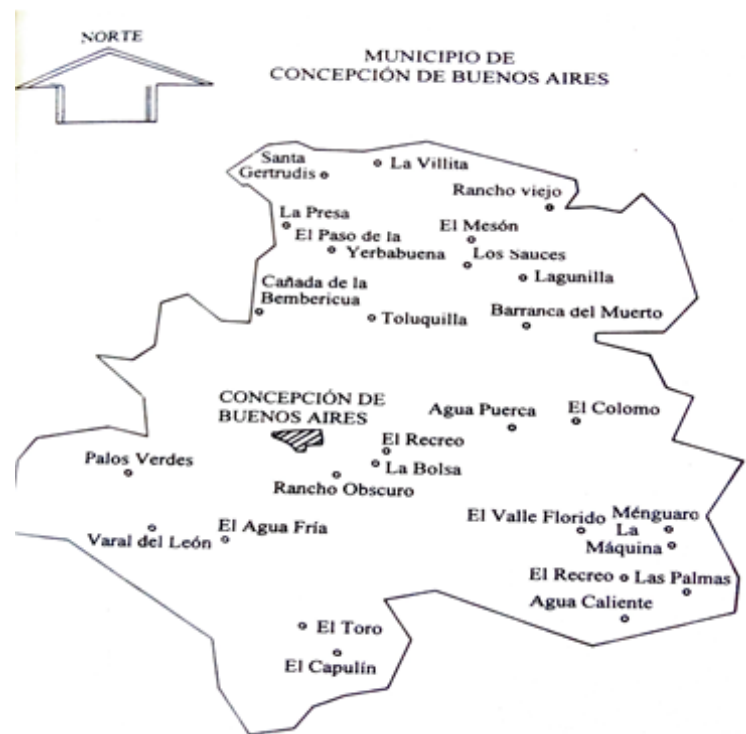 NORTE
MUNICIPIO DE
CONCEPCIÓN DE BUENOS AIRES
Santa
Gertrudis
La Villita
Rancho viejo
La Presa
El Paso de la
Yerbabuena
El Mesón
Los Sauces
Lagunilla
Cañada de la
Bembericua
Toluquilla
Barranca del Muerto
CONCEPCIÓN DE
BUENOS AIRES
Agua Puerca
El Colomo
El Recreo
La Bolsa
Rancho Obscuro
Palos Verdes
Varal del León
El Agua Fría
El Valle Florido
Ménguaro
La
Máquina
El Recreo
Las Palmas
Agua Caliente
El Toro
El Capulín